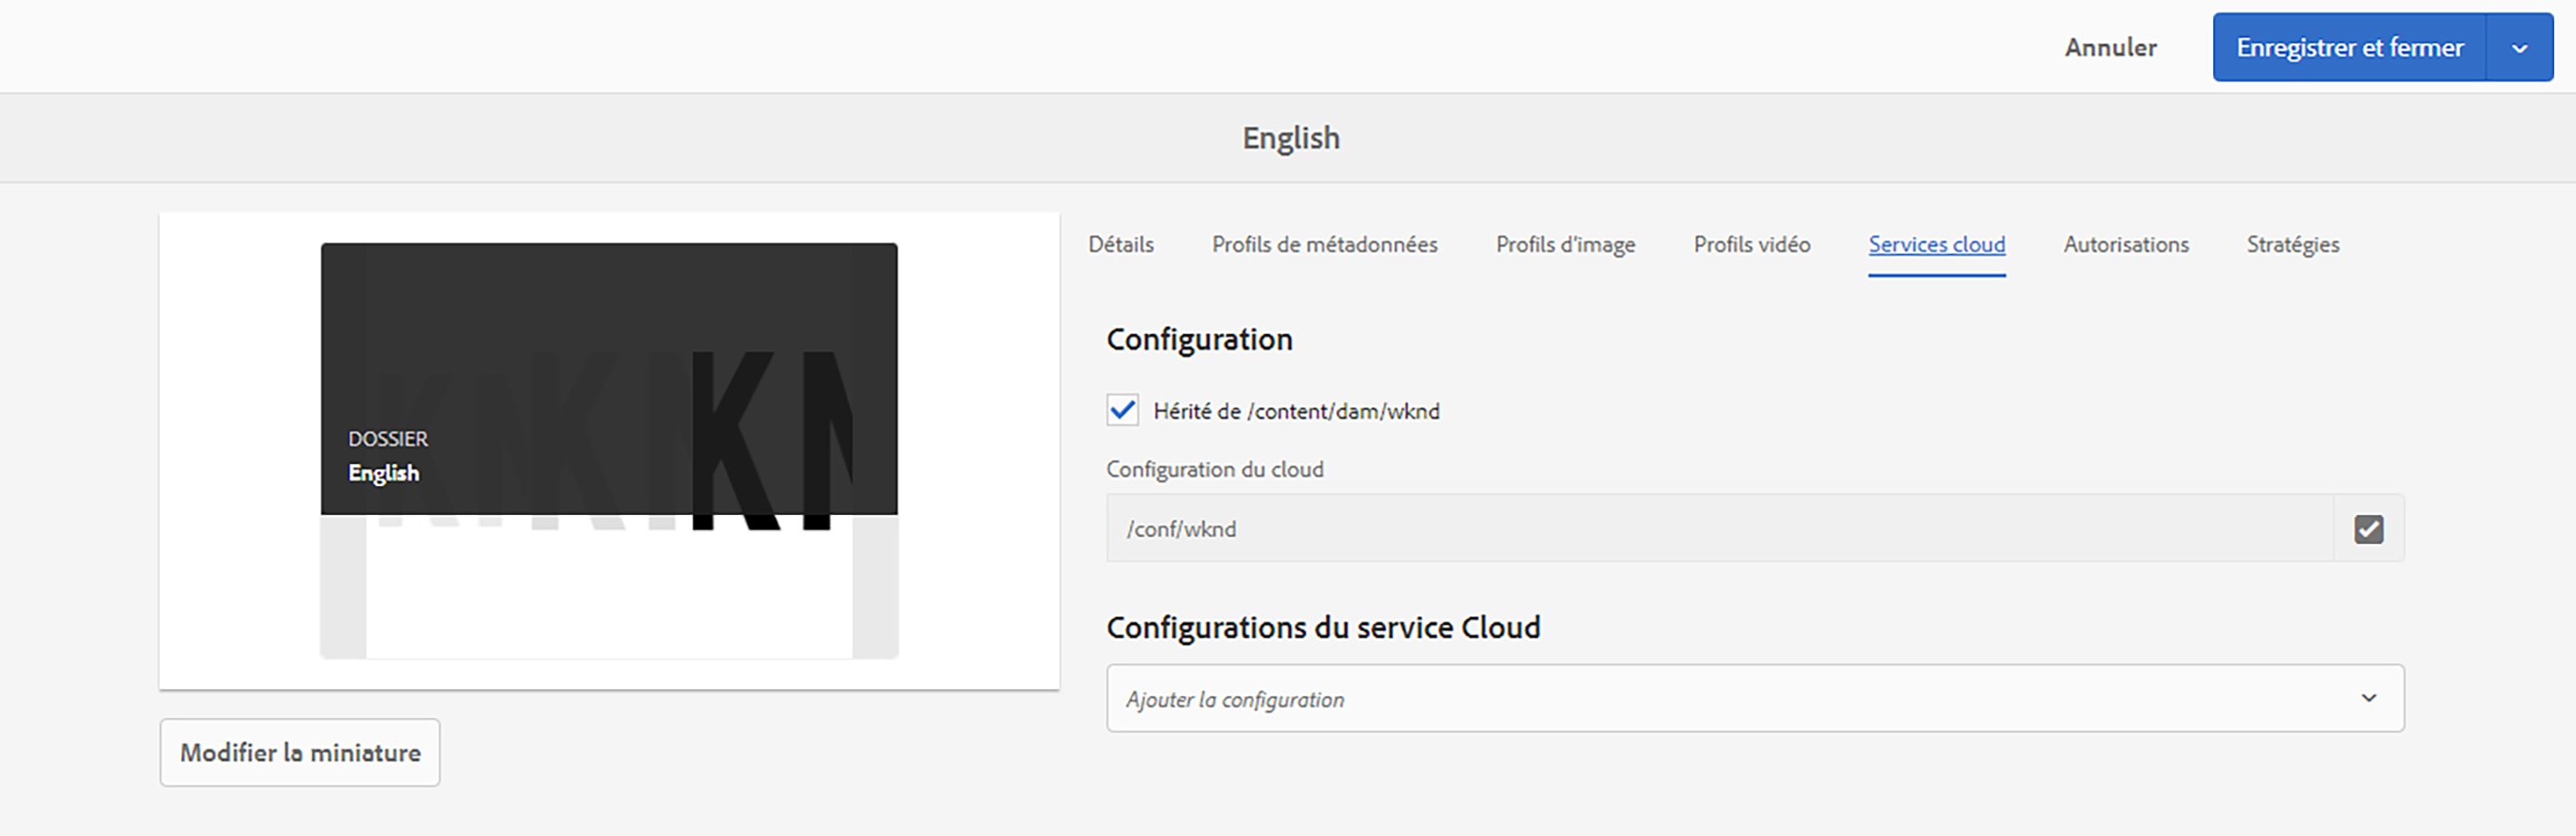 Annuler
Enregistrer et fermer
English
Détails Profils de métadonnées Profils d'image Profils vidéo Services cloud Autorisations Stratégies
DOSSIER
English
Modifier la miniature
Configuration
Hérité de /content/dam/wknd
Configuration du cloud
/conf/wknd
Configurations du service Cloud
Ajouter la configuration